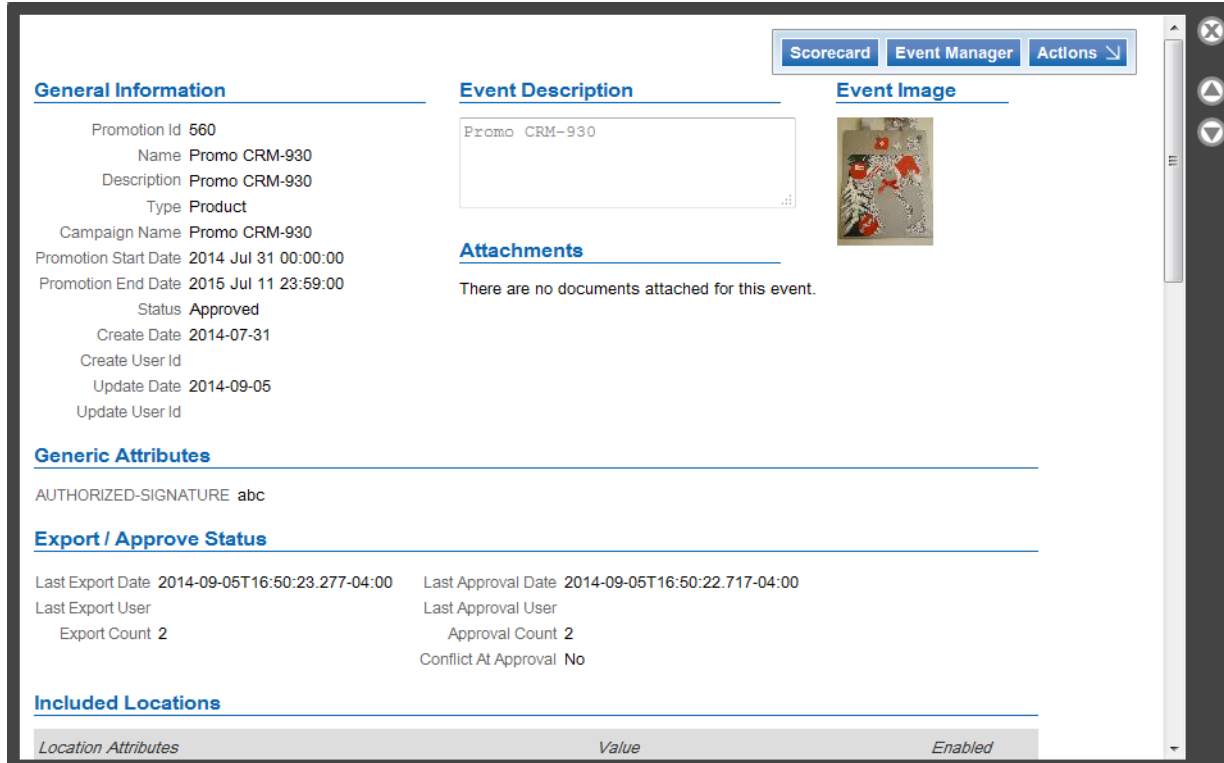 Scorecard Event Manager Actions
General Information
Promotion Id 560
Name Promo CRM-930
Description Promo CRM-930
Type Product
Campaign Name Promo CRM-930
Promotion Start Date 2014 Jul 31 00:00:00
Promotion End Date 2015 Jul 11 23:59:00
Status Approved
Create Date 2014-07-31
Create User Id
Update Date 2014-09-05
Update User Id
Event Description
Promo CRM-930
Attachments
There are no documents attached for this event.
Event Image
Generic Attributes
AUTHORIZED-SIGNATURE abc
Export / Approve Status
Last Export Date 2014-09-05T16:50:23.277-04:00
Last Export User
Export Count 2
Last Approval Date 2014-09-05T16:50:22.717-04:00
Last Approval User
Approval Count 2
Conflict At Approval No
Included Locations
Location Attributes Value Enabled